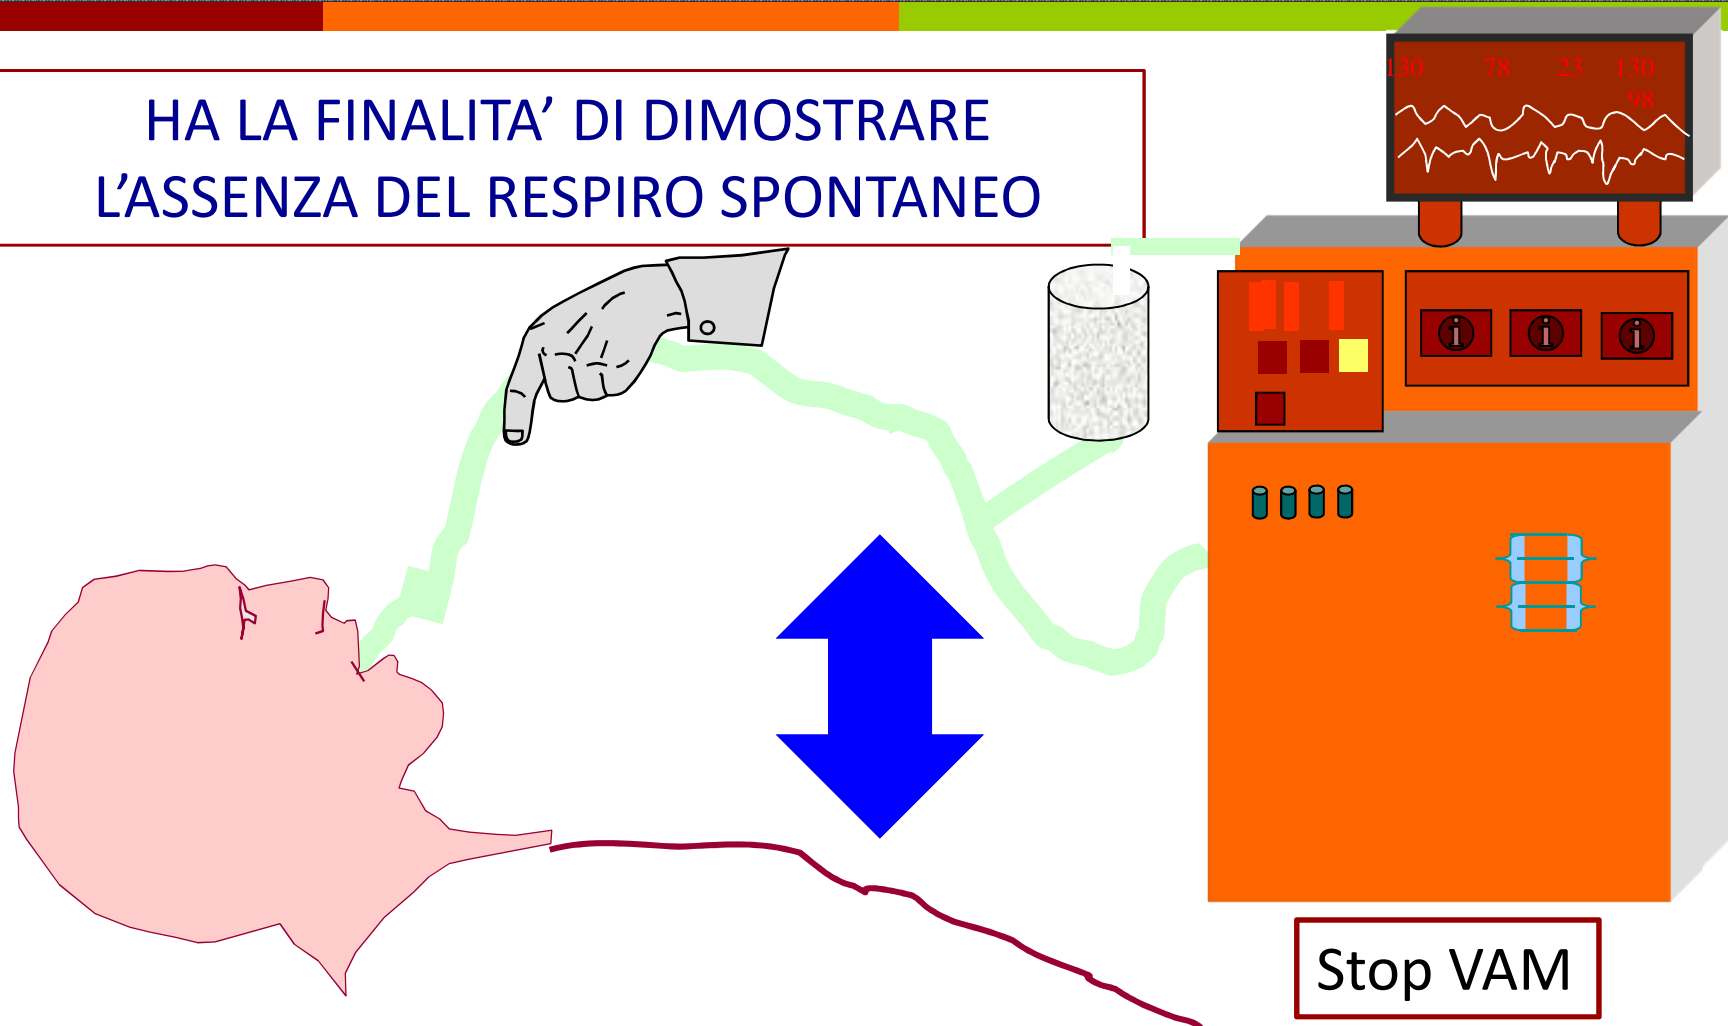 HA LA FINALITA’ DI DIMOSTRARE
L’ASSENZA DEL RESPIRO SPONTANEO
130 78 23 130
98
i i i
Stop VAM